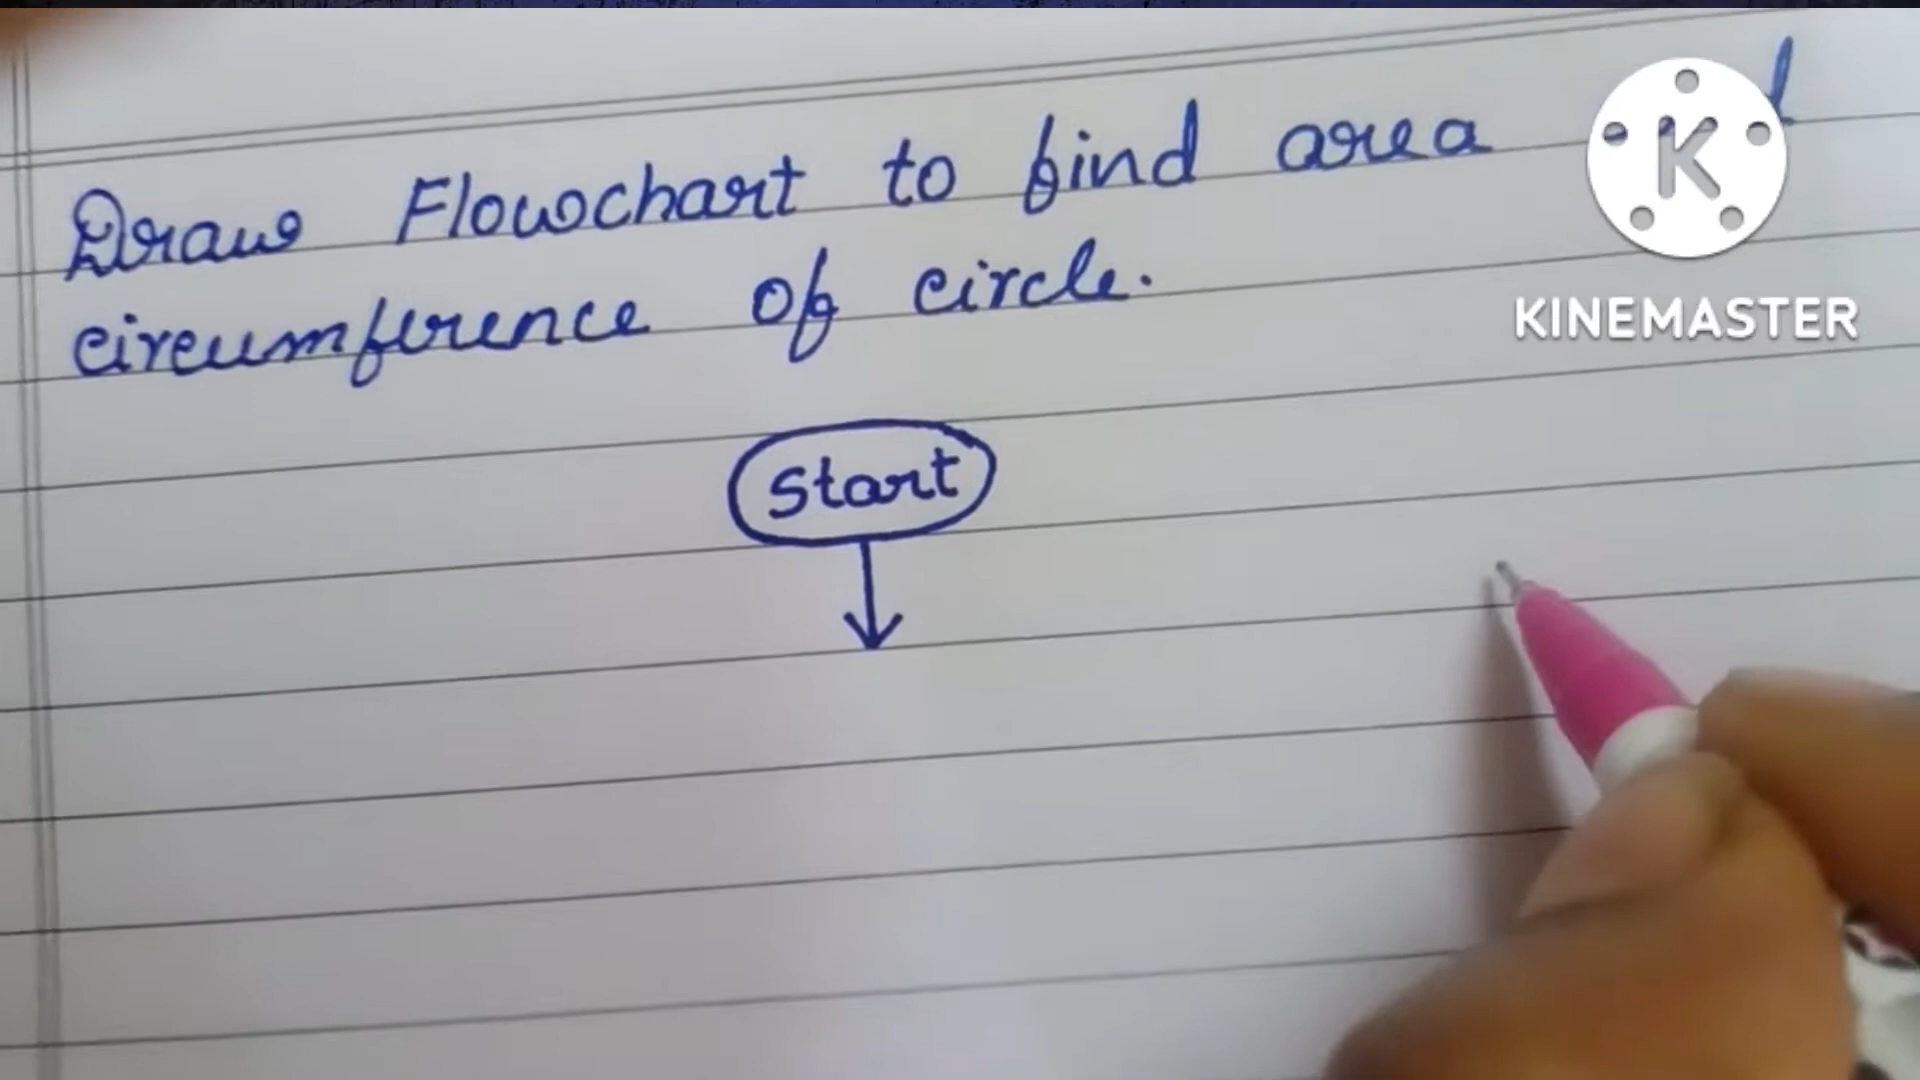 Draw Flowchart to find area
circumference of circle.
Start
K
KINEMASTER